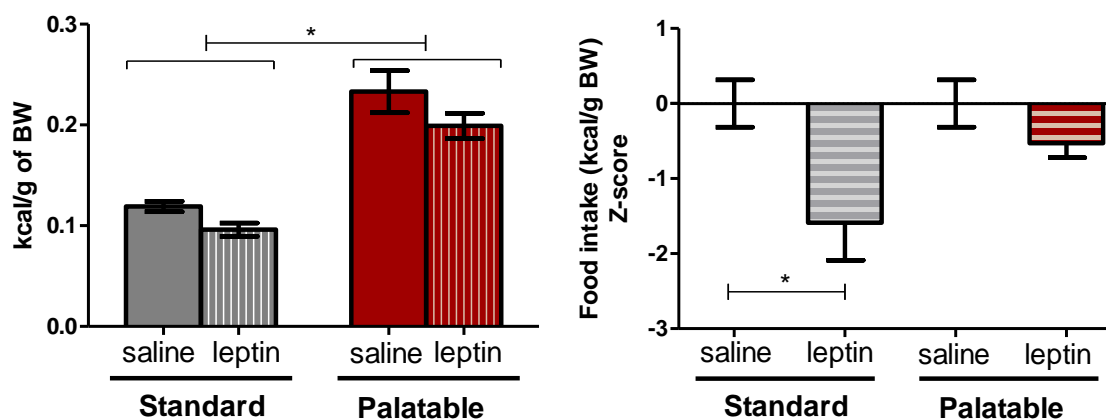 kcal/g of BW
0.3
0.2
0.1
0.0
*
saline leptin saline leptin
Standard Palatable
Food intake (kcal/g BW)
Z-score
1
0
-1
-2
-3
*
saline leptin saline leptin
Standard Palatable